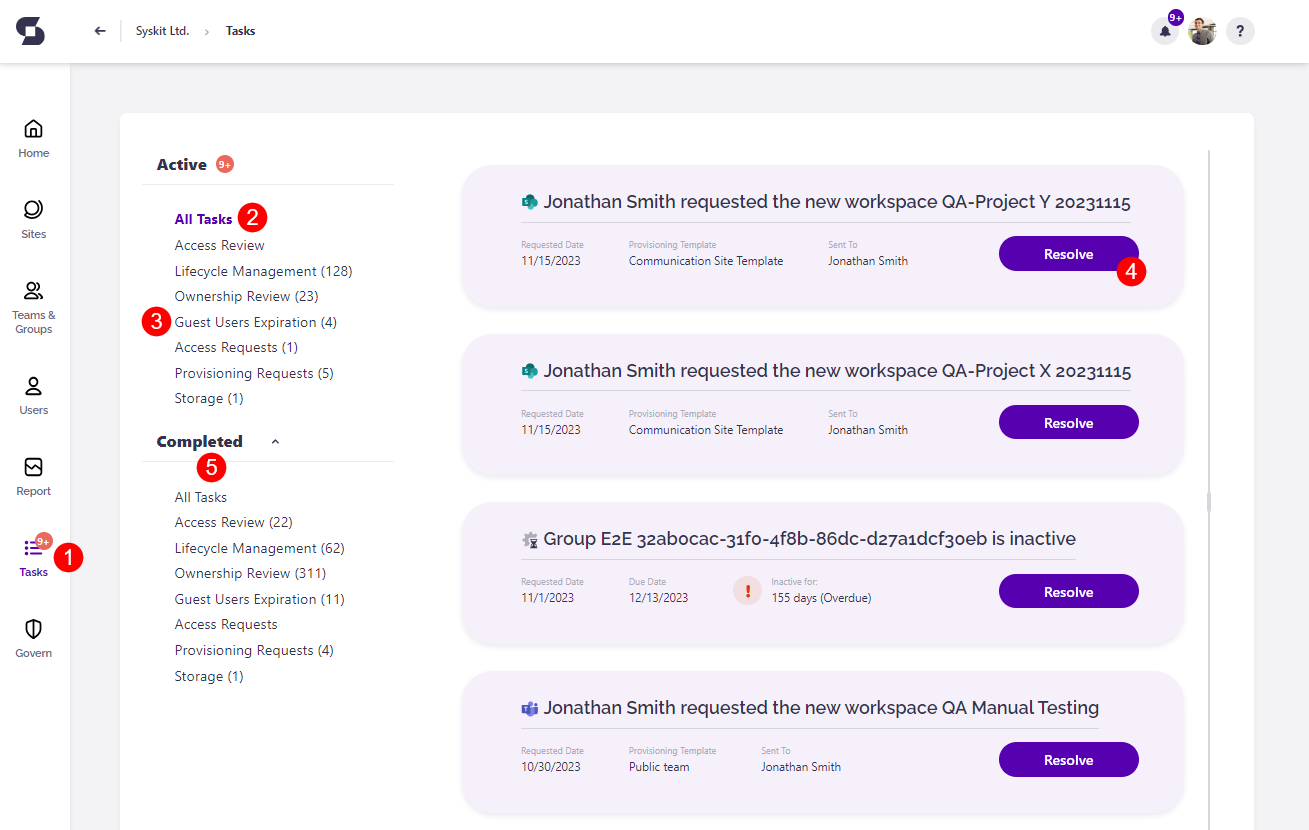 Syskit Ltd. > Tasks
9+
?
Home
Sites
Teams &
Groups
Users
Report
9+
Tasks
1
Govern
Active 9+
All Tasks 2
Access Review
Lifecycle Management (128)
Ownership Review (23)
3 Guest Users Expiration (4)
Access Requests (1)
Provisioning Requests (5)
Storage (1)
Completed
5
All Tasks
Access Review (22)
Lifecycle Management (62)
Ownership Review (311)
Guest Users Expiration (11)
Access Requests
Provisioning Requests (4)
Storage (1)
Jonathan Smith requested the new workspace QA-Project Y 20231115
Requested Date Provisioning Template Sent To
11/15/2023 Communication Site Template Jonathan Smith
Resolve
4
Jonathan Smith requested the new workspace QA-Project X 20231115
Requested Date Provisioning Template Sent To
11/15/2023 Communication Site Template Jonathan Smith
Resolve
Group E2E 32ab0cac-31f0-4f8b-86dc-d27a1dcf30eb is inactive
Requested Date Due Date Inactive for:
11/1/2023 12/13/2023 ! 155 days (Overdue)
Resolve
Jonathan Smith requested the new workspace QA Manual Testing
Requested Date Provisioning Template Sent To
10/30/2023 Public team Jonathan Smith
Resolve